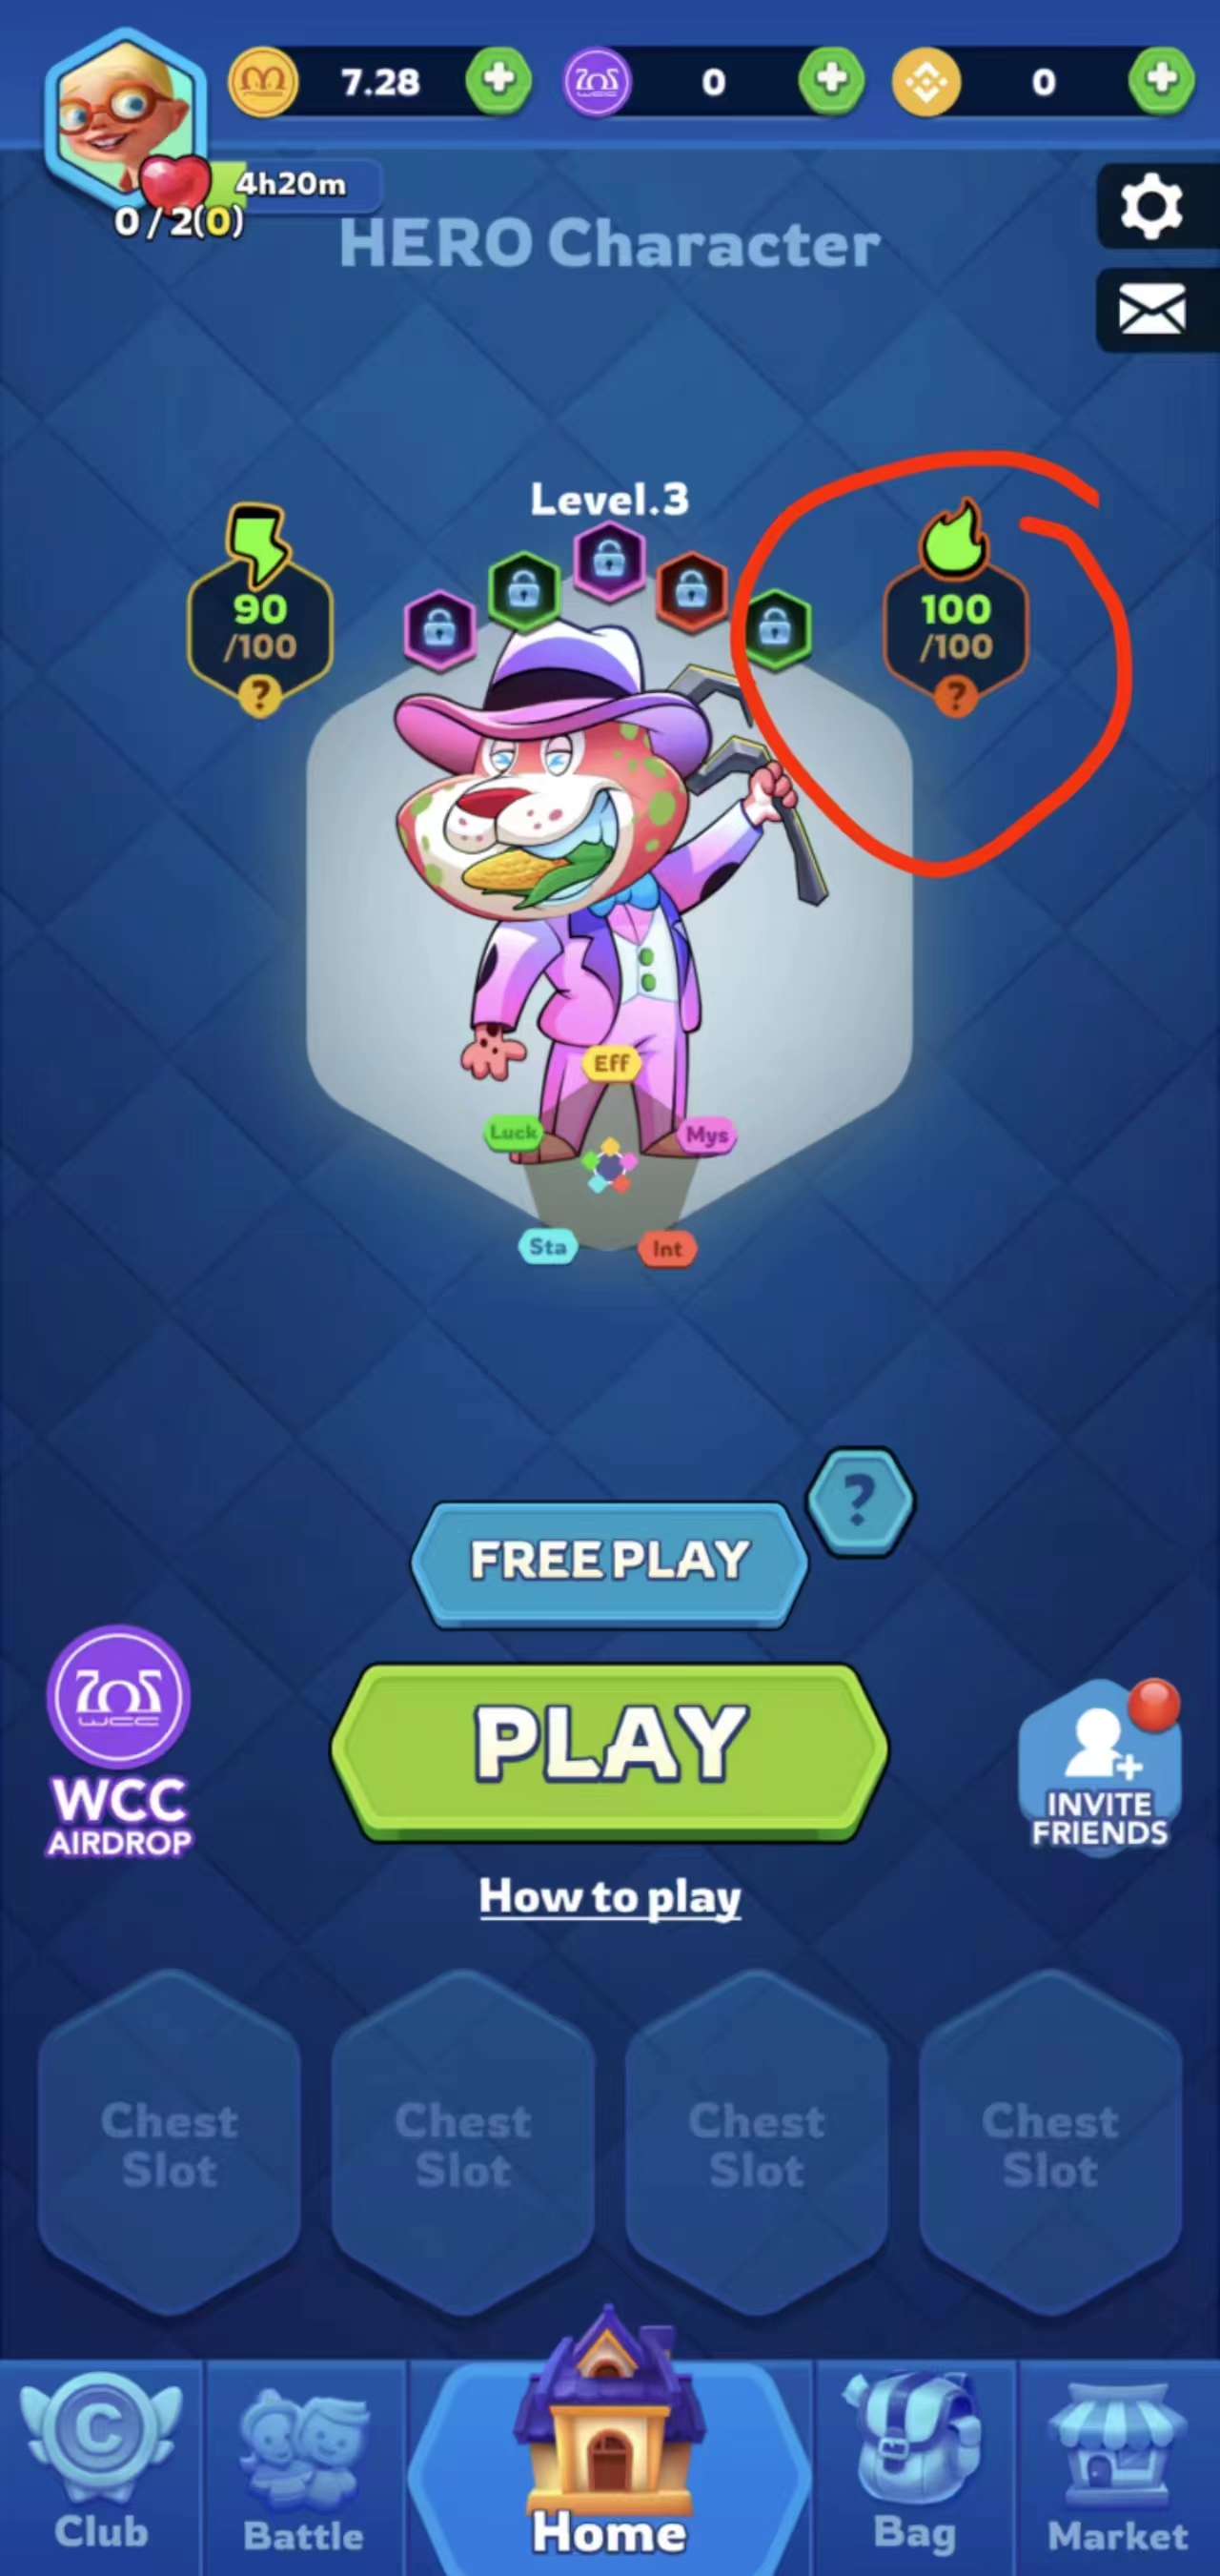 7.28
0
0
4h20m
0/2(0)
HERO Character
Level.3
90
/100
?
100
/100
?
Eff
Luck
Mys
Sta
Int
?
FREE PLAY
PLAY
WCC
WCC
AIRDROP
INVITE
FRIENDS
How to play
Chest
Slot
Chest
Slot
Chest
Slot
Chest
Slot
C
Club
Battle
Home
Bag
Market